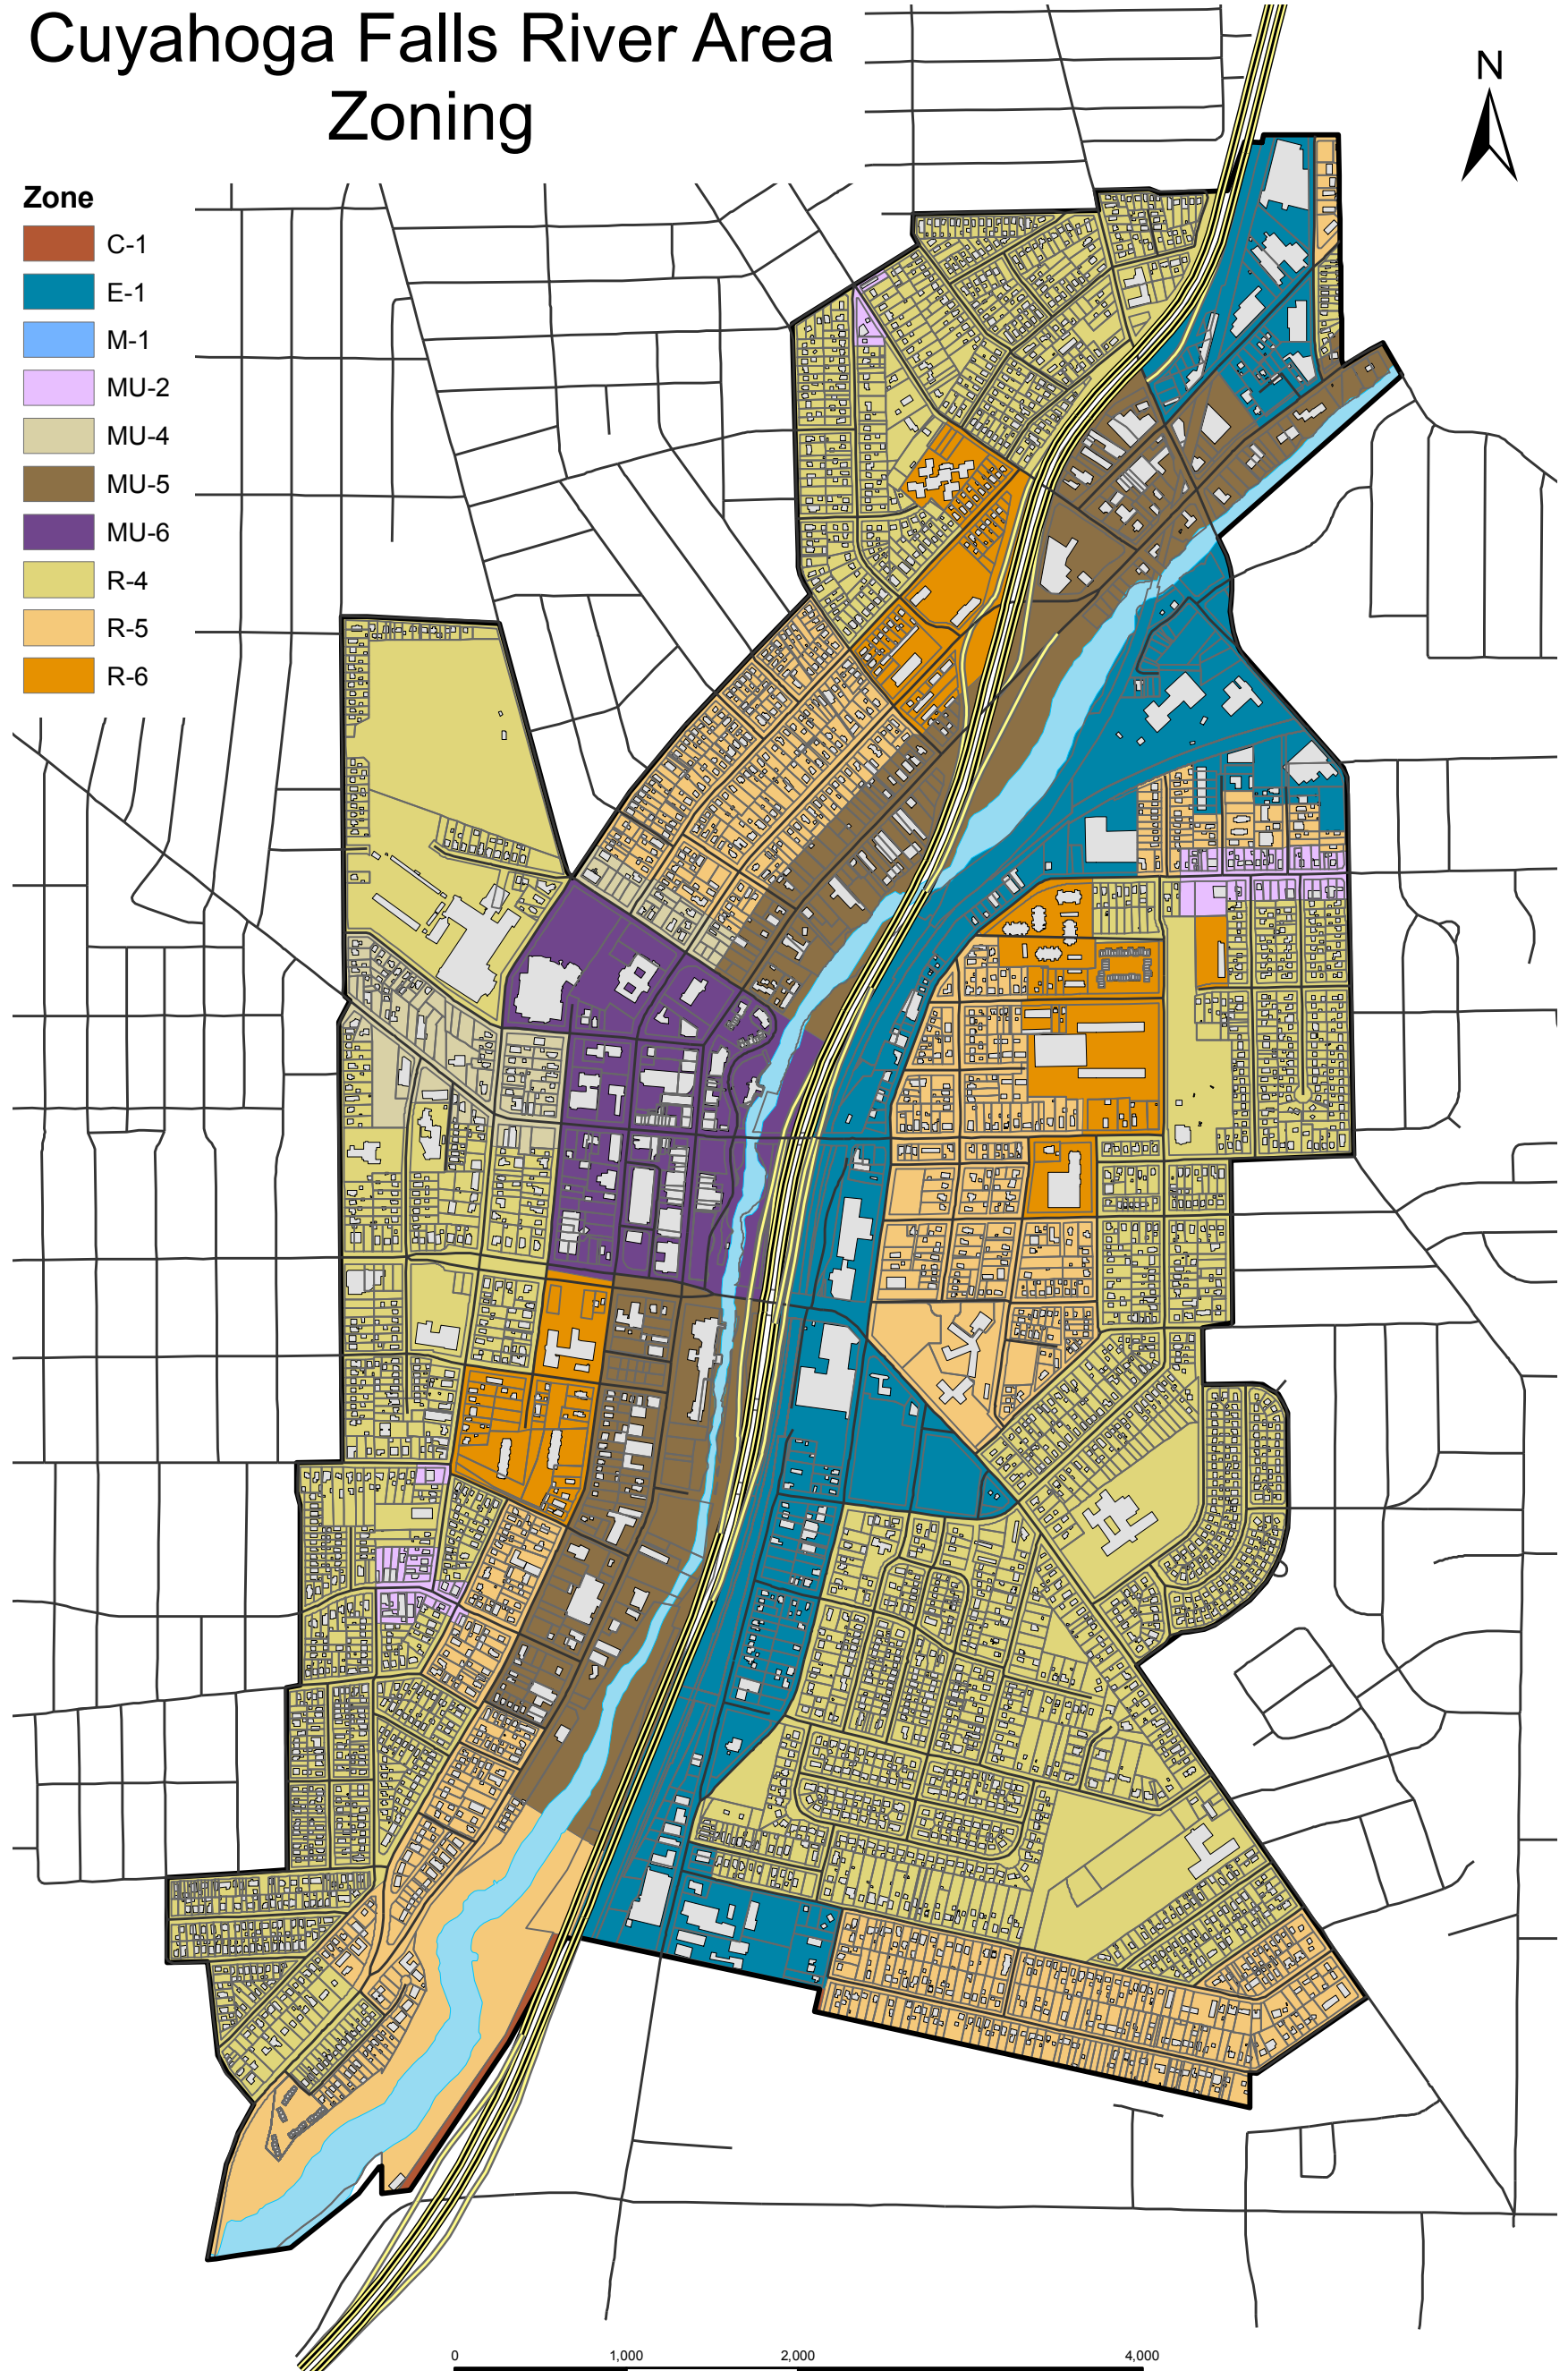 Cuyahoga Falls River Area
Zoning
N
Zone
C-1
E-1
M-1
MU-2
MU-4
MU-5
MU-6
R-4
R-5
R-6
0 1,000 2,000 4,000